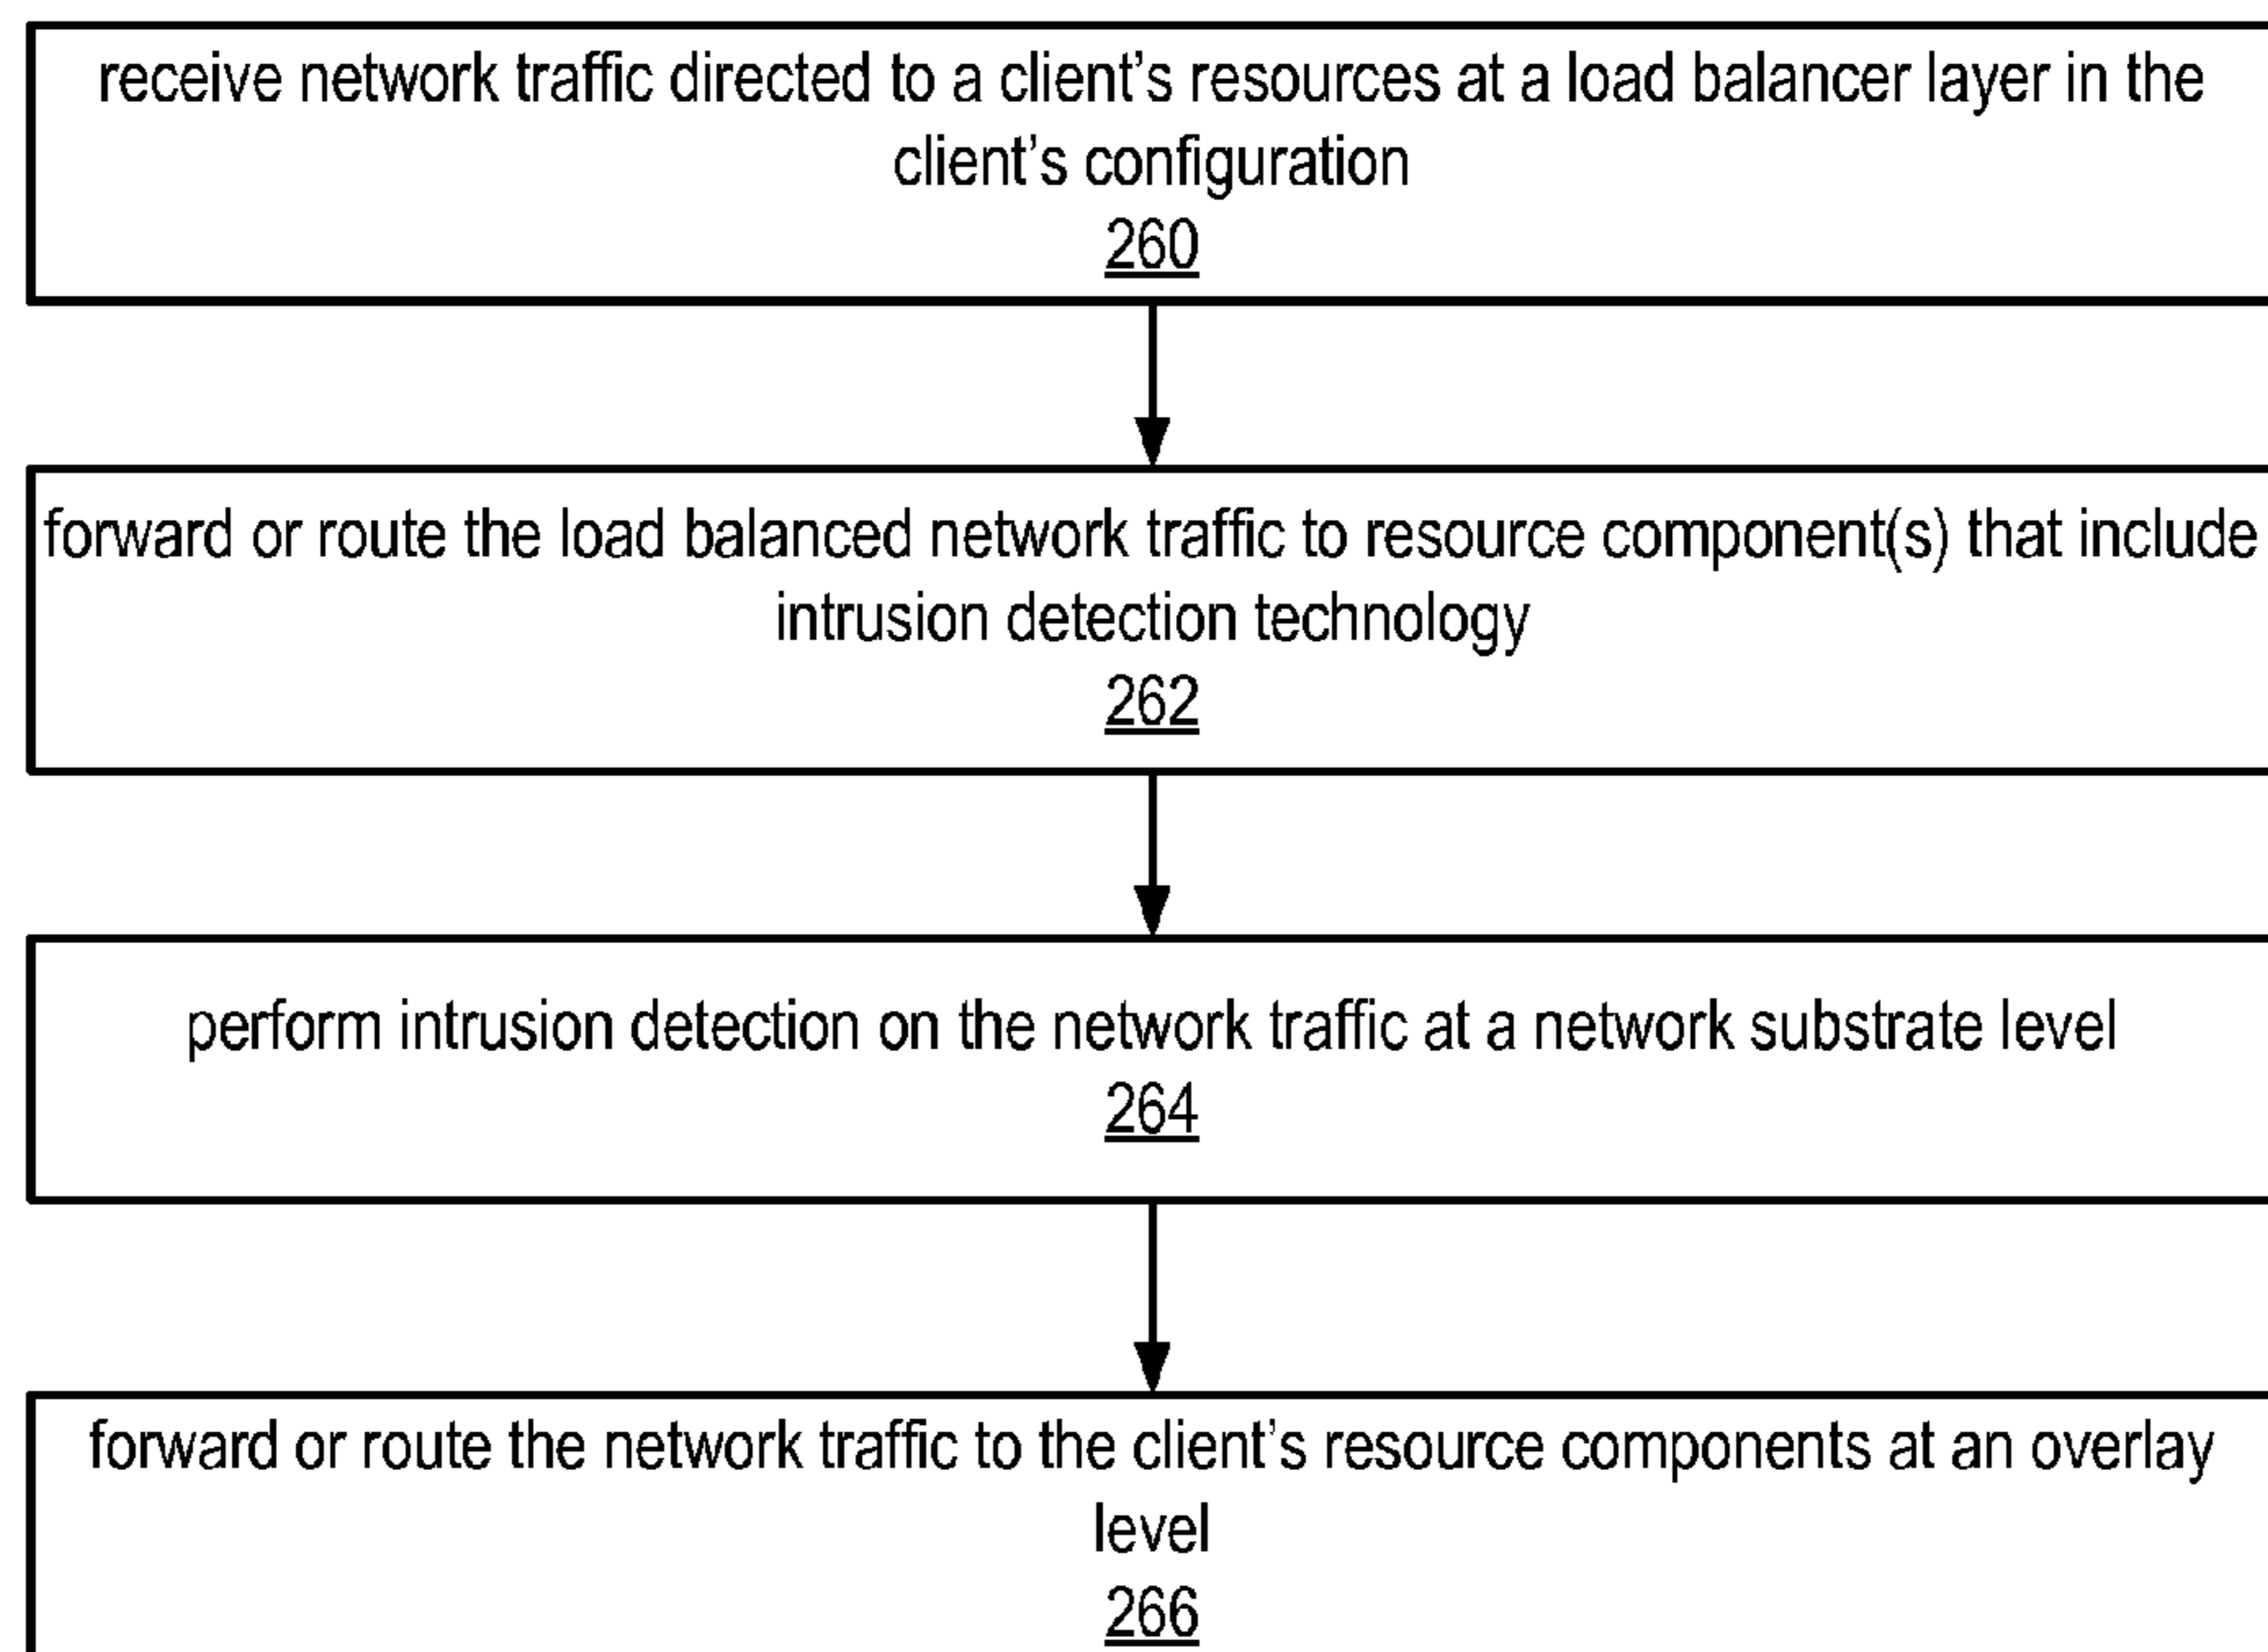 receive network traffic directed to a client's resources at a load balancer layer in the
client's configuration
260
forward or route the load balanced network traffic to resource component(s) that include
intrusion detection technology
262
perform intrusion detection on the network traffic at a network substrate level
264
forward or route the network traffic to the client's resource components at an overlay
level
266